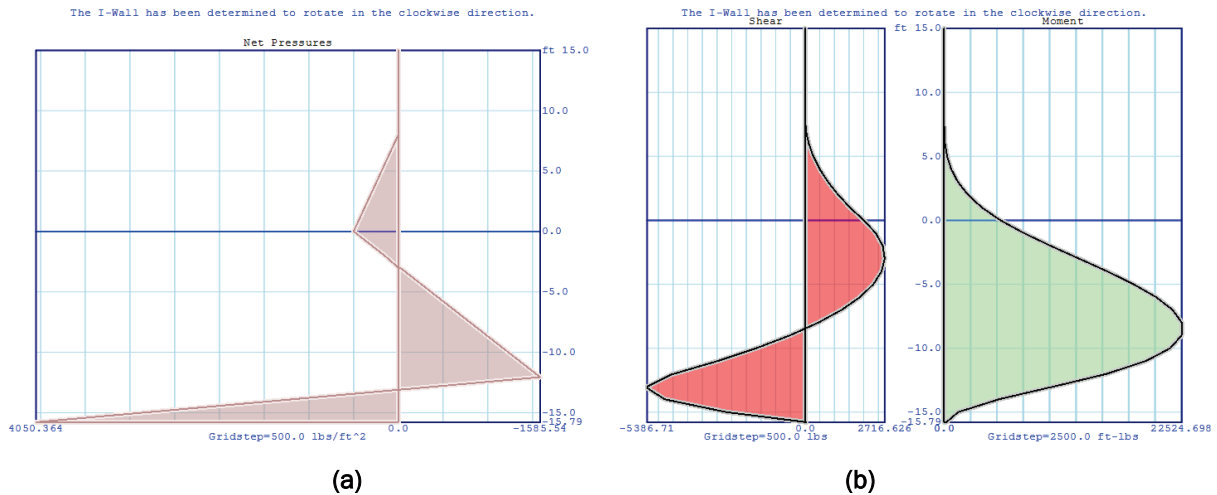 The I-Wall has been determined to rotate in the clockwise direction.
Net Pressures
ft 15.0
10.0
5.0
0.0
-5.0
-10.0
-15.0
-15.79
4050.364
0.0
-1585.54
Gridstep=500.0 lbs/ft^2
(a)
The I-Wall has been determined to rotate in the clockwise direction.
Shear
Moment
ft 15.0
10.0
5.0
0.0
-5.0
-10.0
-15.0
-15.79
-5386.71
0.0
2716.626
0.0
22524.698
Gridstep=500.0 lbs
Gridstep=2500.0 ft-lbs
(b)